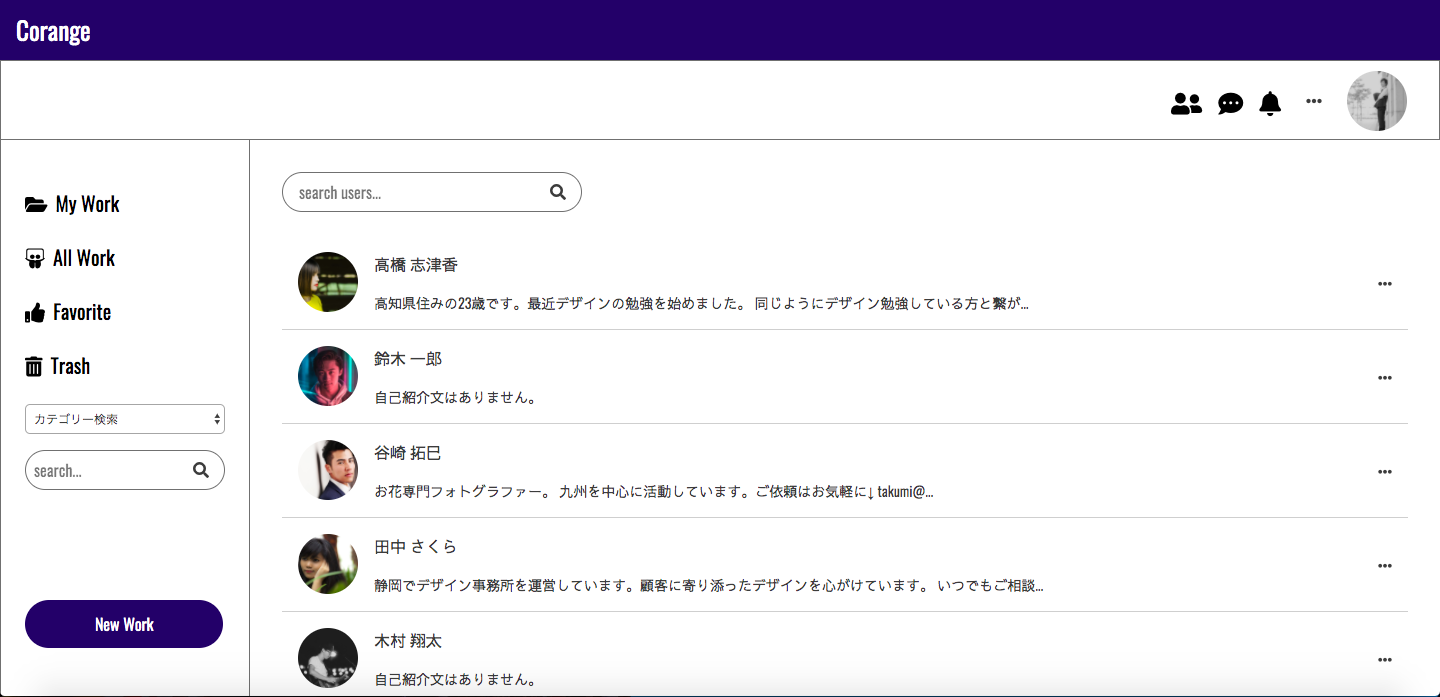 Corange
My Work
All Work
Favorite
Trash
カテゴリー検索
search...
New Work
search users...
髙橋 志津香
高知県住みの23歳です。最近デザインの勉強を始めました。 同じようにデザイン勉強している方と繋が...
鈴木 一郎
自己紹介文はありません。
谷崎 拓巳
お花専門フォトグラファー。 九州を中心に活動しています。ご依頼はお気軽に↓ takumi@...
田中 さくら
静岡でデザイン事務所を運営しています。顧客に寄り添ったデザインを心がけています。 いつでもご相談...
木村 翔太
自己紹介文はありません。